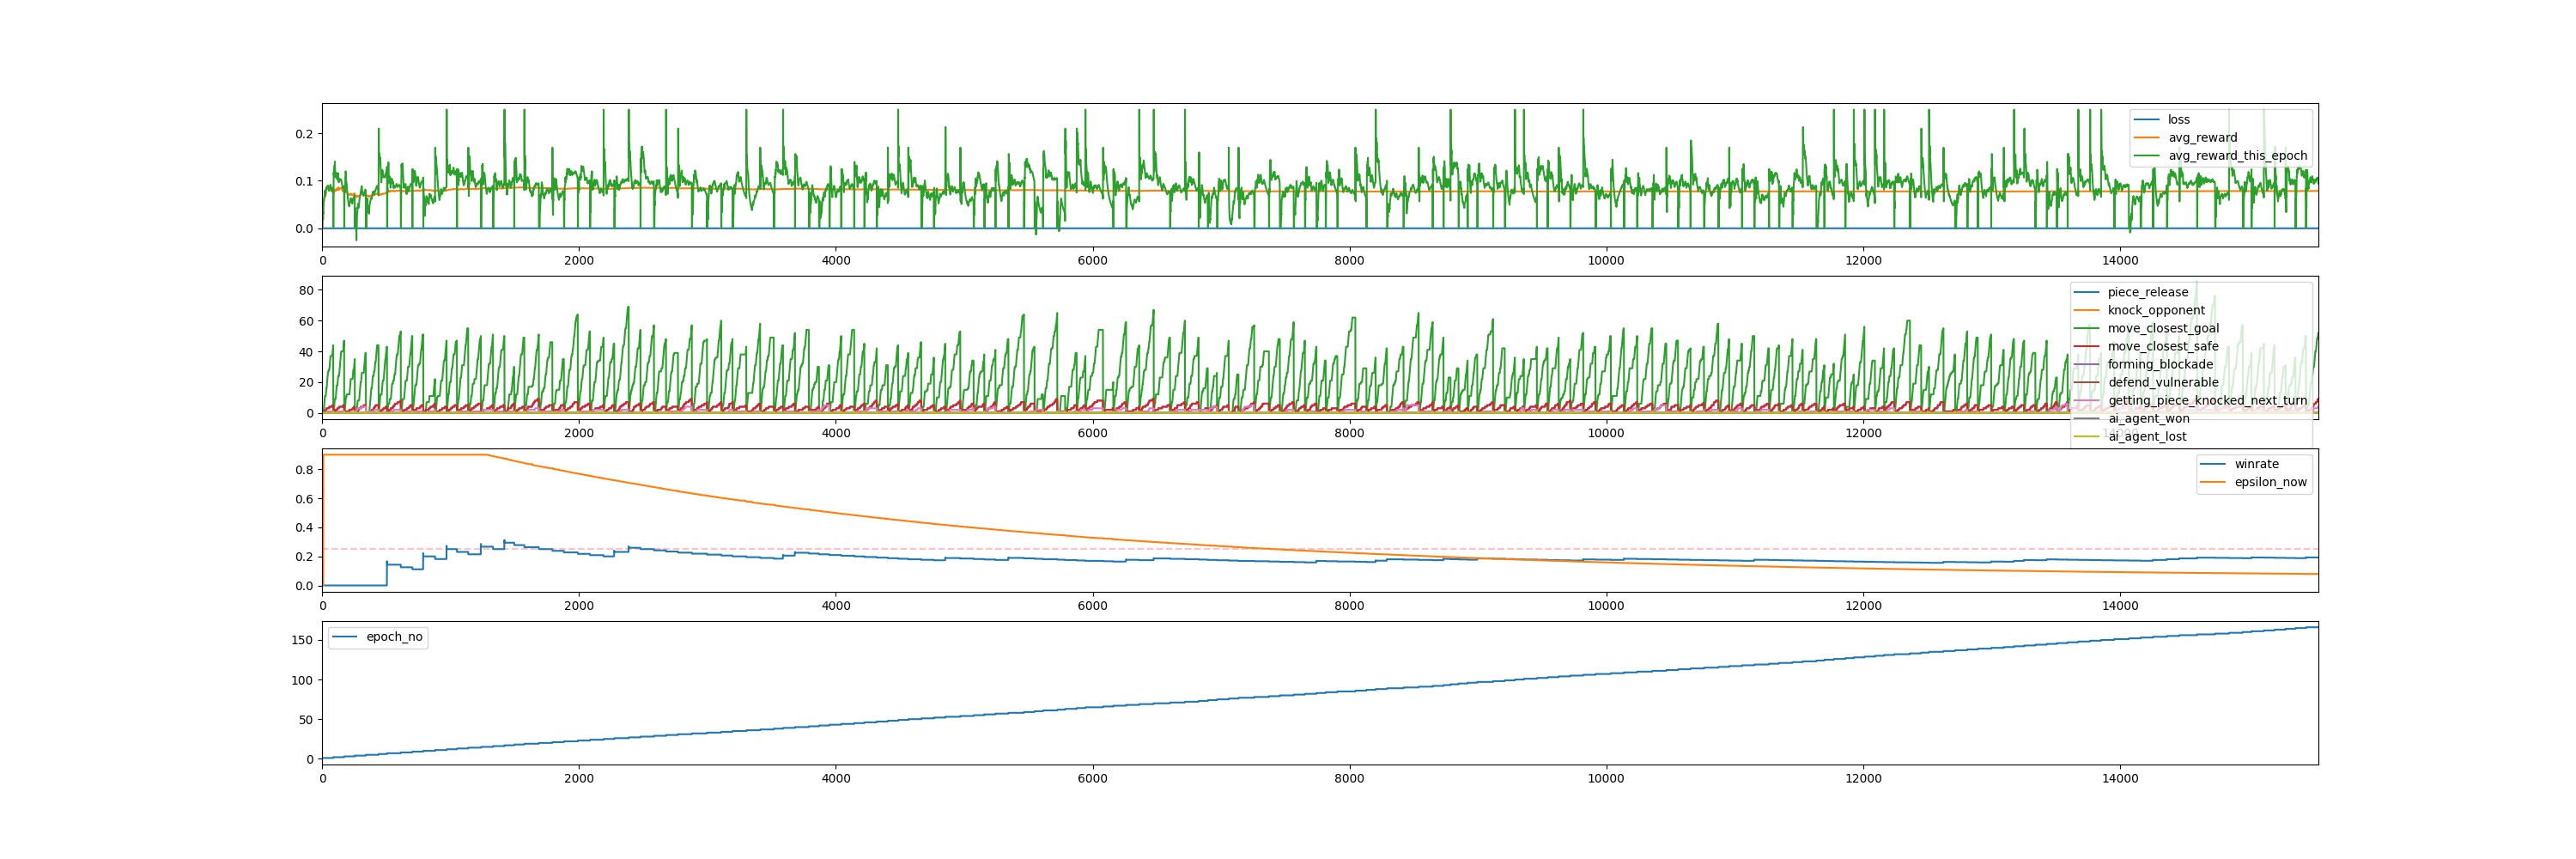 0.2
0.1
0.0
loss
avg_reward
avg_reward_this_epoch
0 2000 4000 6000 8000 10000 12000 14000
80
60
40
20
0
piece_release
knock_opponent
move_closest_goal
move_closest_safe
forming_blockade
defend_vulnerable
getting_piece_knocked_next_turn
ai_agent_won
ai_agent_lost
0 2000 4000 6000 8000 10000 12000 14000
0.8
0.6
0.4
0.2
0.0
winrate
epsilon_now
0 2000 4000 6000 8000 10000 12000 14000
150
100
50
0
epoch_no
0 2000 4000 6000 8000 10000 12000 14000